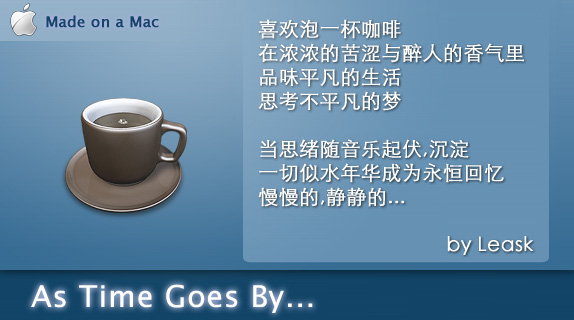 Made on a Mac
喜欢泡一杯咖啡
在浓浓的苦涩与醉人的香气里
品味平凡的生活
思考不平凡的梦
当思绪随音乐起伏,沉淀
一切似水年华成为永恒回忆
慢慢的,静静的...
by Leask
As Time Goes By...